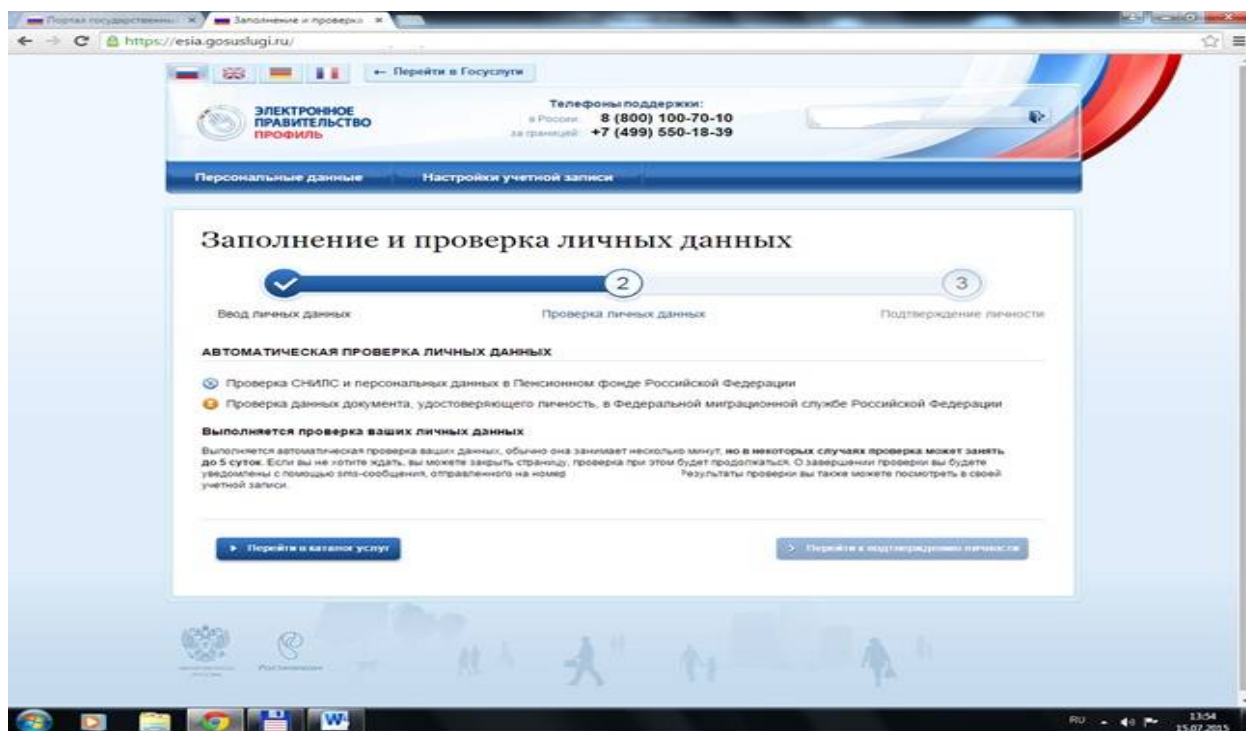 Портал государственны
Заполнение и проверка
https://esia.gosuslugi.ru/
← Перейти в Госуслуги
ЭЛЕКТРОННОЕ
ПРАВИТЕЛЬСТВО
ПРОФИЛЬ
Телефоны поддержки:
в России: 8 (800) 100-70-10
за границей: +7 (499) 550-18-39
Персональные данные Настройки учетной записи
Заполнение и проверка личных данных
2 3
Ввод личных данных Проверка личных данных Подтверждение личности
АВТОМАТИЧЕСКАЯ ПРОВЕРКА ЛИЧНЫХ ДАННЫХ
Проверка СНИЛС и персональных данных в Пенсионном фонде Российской Федерации
Проверка данных документа, удостоверяющего личность, в Федеральной миграционной службе Российской Федерации
Выполняется проверка ваших личных данных
Выполняется автоматическая проверка ваших данных, обычно она занимает несколько минут, но в некоторых случаях проверка может занять
до 5 суток. Если вы не хотите ждать, вы можете закрыть страницу, проверка при этом будет продолжаться. О завершении проверки вы будете
уведомлены с помощью sms-сообщения, отправленного на номер Результаты проверки вы также можете посмотреть в своей
учетной записи.
Перейти в каталог услуг Перейти к подтверждению личности
Ростелеком
RU 13:54
15.07.2015